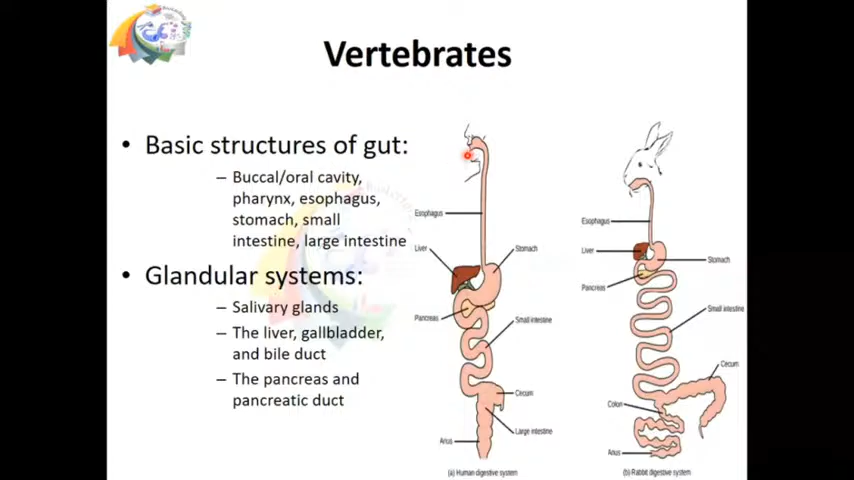 Vertebrates
• Basic structures of gut:
– Buccal/oral cavity,
pharynx, esophagus,
stomach, small
intestine, large intestine
• Glandular systems:
– Salivary glands
– The liver, gallbladder,
and bile duct
– The pancreas and
pancreatic duct
Esophagus
Liver
Stomach
Pancreas
Small intestine
Cecum
Large intestine
Anus
(a) Human digestive system
Esophagus
Liver
Stomach
Pancreas
Small intestine
Cecum
Colon
Anus
(b) Rabbit digestive system